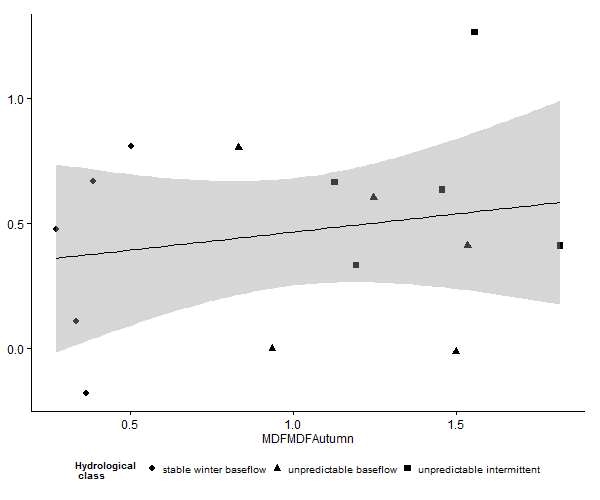 1.0
0.5
0.0
0.5 1.0 1.5
MDFMDFAutumn
Hydrological
class
stable winter baseflow unpredictable baseflow unpredictable intermittent